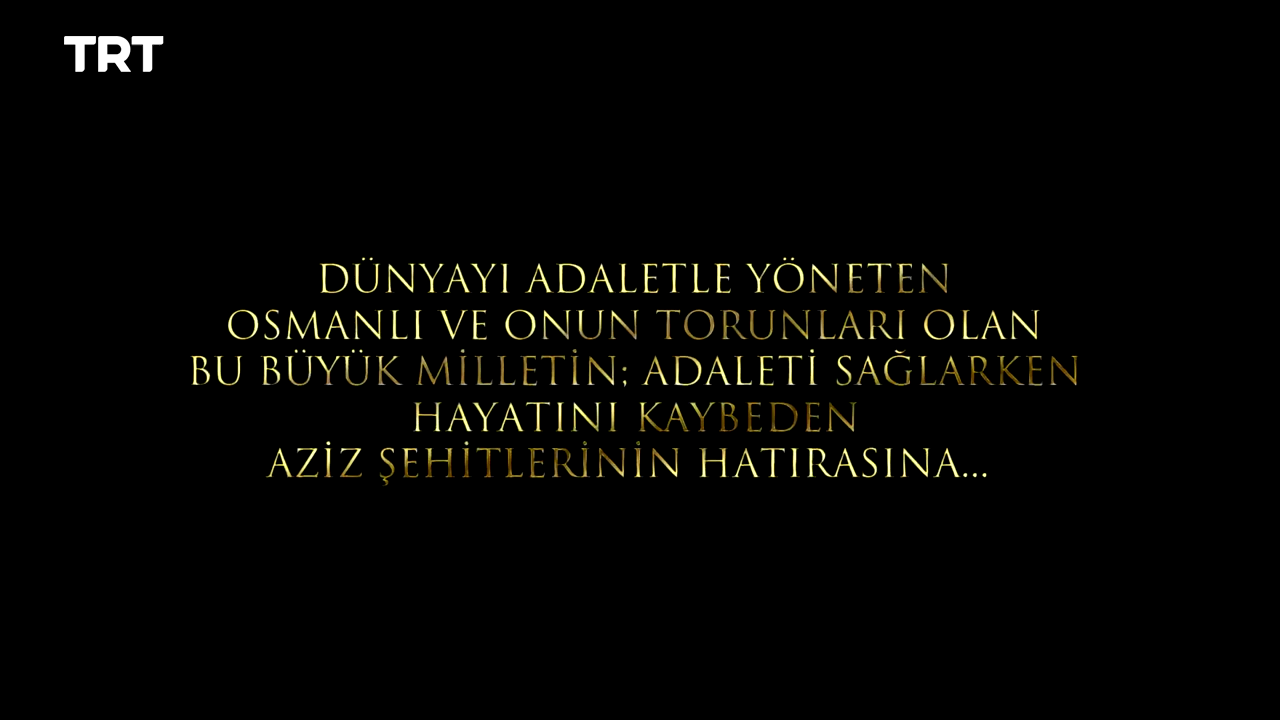 TRT
DÜNYAYI ADALETLE YÖNETEN
OSMANLI VE ONUN TORUNLARI OLAN
BU BÜYÜK MİLLETİN; ADALETİ SAĞLARKEN
HAYATINI KAYBEDEN
AZİZ ŞEHİTLERİNİN HATIRASINA...